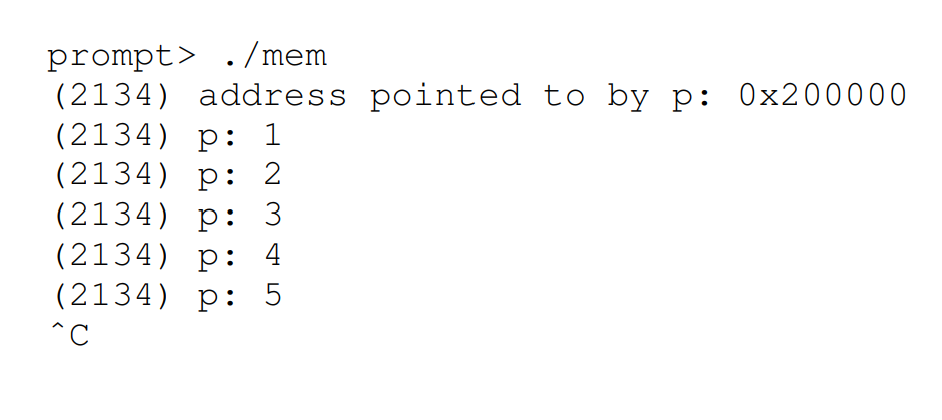 prompt> ./mem
(2134) address pointed to by p: 0x200000
(2134) p: 1
(2134) p: 2
(2134) p: 3
(2134) p: 4
(2134) p: 5
^C